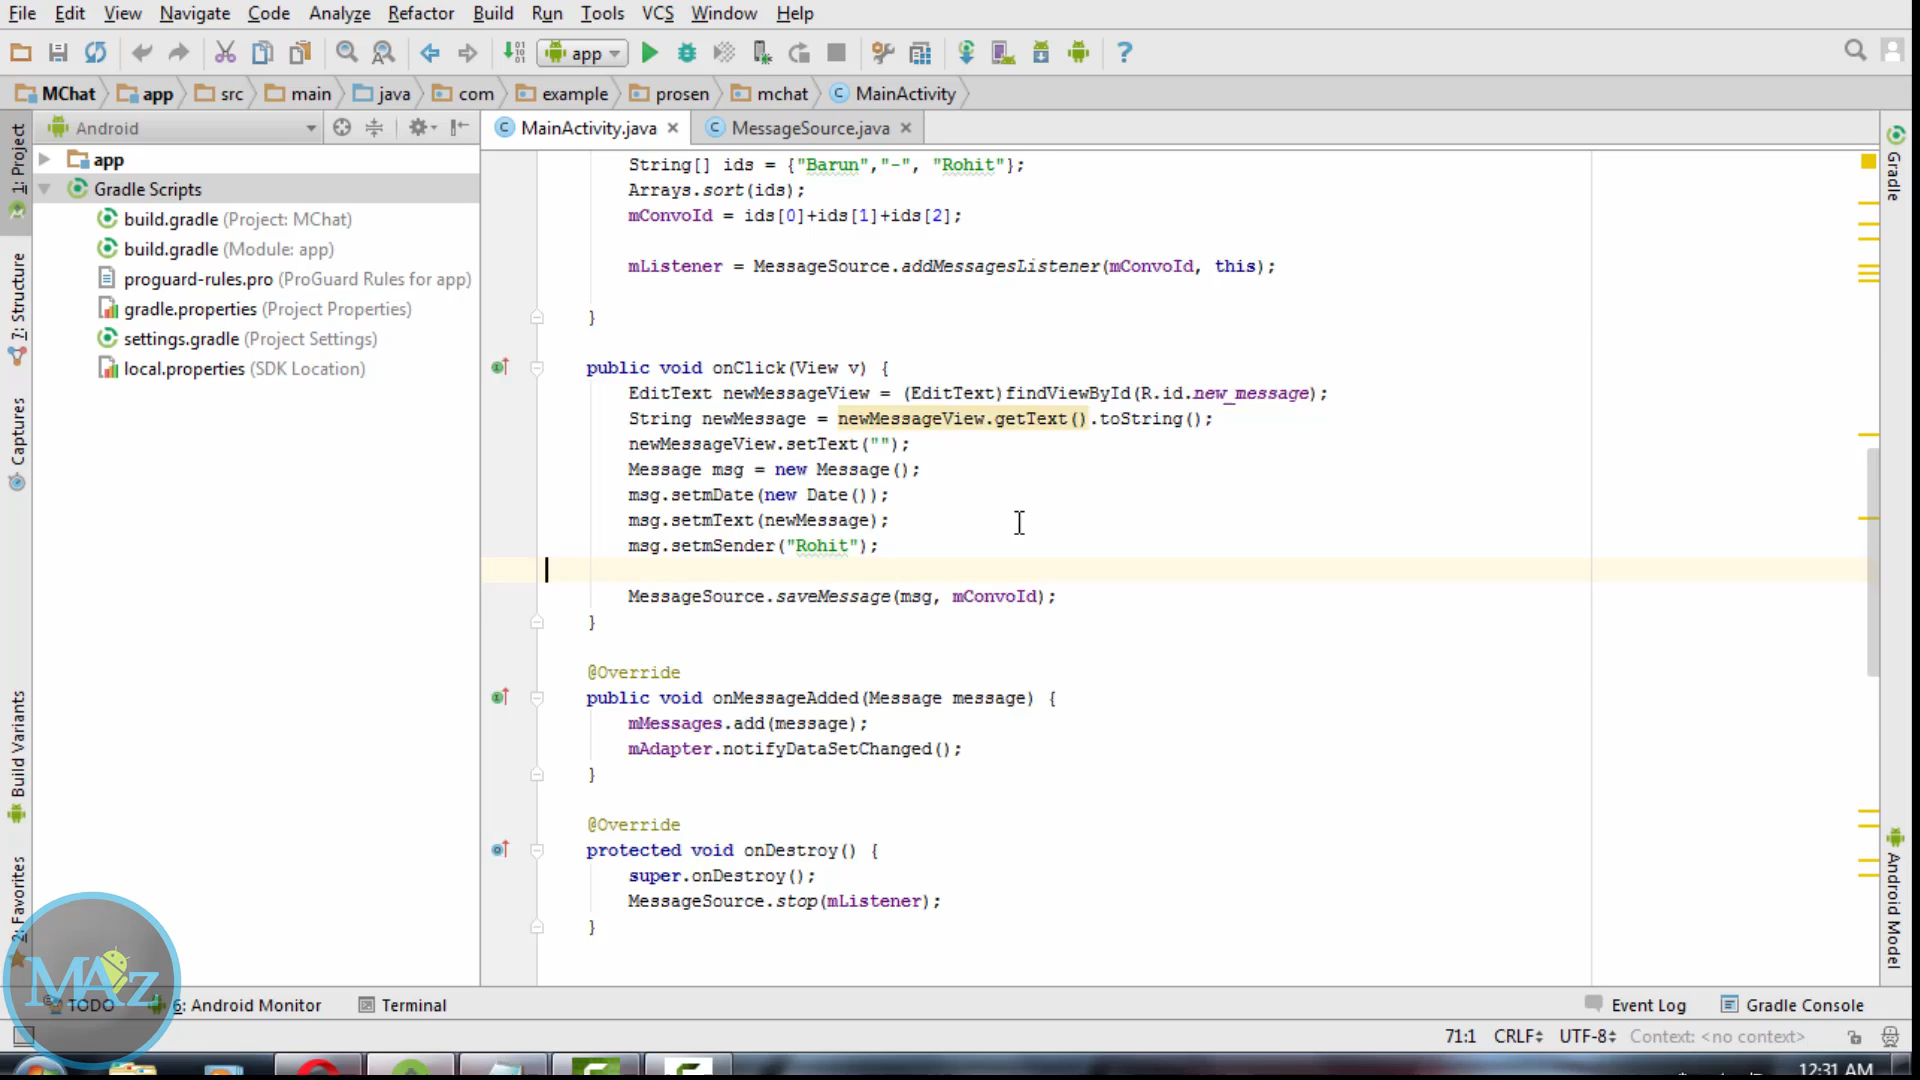 File Edit View Navigate Code Analyze Refactor Build Run Tools VCS Window Help
app
MChat app src main java com example prosen mchat MainActivity
Android
MainActivity.java MessageSource.java
1: Project
7: Structure
Captures
Build Variants
2: Favorites
app
Gradle Scripts
build.gradle (Project: MChat)
build.gradle (Module: app)
proguard-rules.pro (ProGuard Rules for app)
gradle.properties (Project Properties)
settings.gradle (Project Settings)
local.properties (SDK Location)
String[] ids = {"Barun","-", "Rohit"};
Arrays.sort(ids);
mConvoId = ids[0]+ids[1]+ids[2];
mListener = MessageSource.addMessagesListener(mConvoId, this);
}
public void onClick(View v) {
EditText newMessageView = (EditText)findViewById(R.id.new_message);
String newMessage = newMessageView.getText().toString();
newMessageView.setText("");
Message msg = new Message();
msg.setmDate(new Date());
msg.setmText(newMessage);
msg.setmSender("Rohit");
MessageSource.saveMessage(msg, mConvoId);
}
@Override
public void onMessageAdded(Message message) {
mMessages.add(message);
mAdapter.notifyDataSetChanged();
}
@Override
protected void onDestroy() {
super.onDestroy();
MessageSource.stop(mListener);
}
Gradle
Android Model
MAz
TODO 6: Android Monitor Terminal Event Log Gradle Console
71:1 CRLF UTF-8 Context: <no context>
12:31 AM